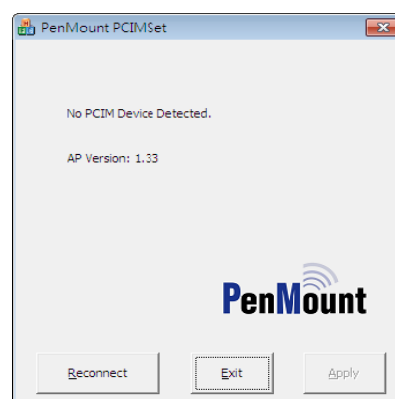 PenMount PCIMSet
No PCIM Device Detected.
AP Version: 1.33
PenMount
Reconnect
Exit
Apply